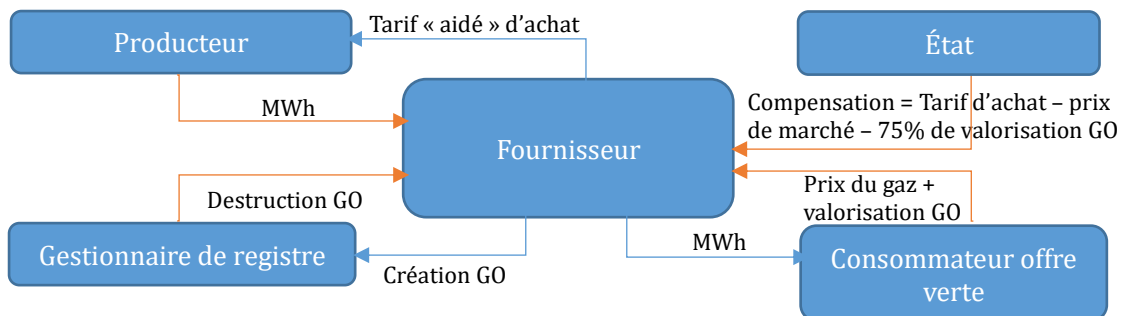 Tarif « aidé » d’achat
Producteur
État
MWh
Compensation = Tarif d’achat – prix
de marché – 75% de valorisation GO
Fournisseur
Destruction GO
Prix du gaz +
valorisation GO
Gestionnaire de registre
MWh
Création GO
Consommateur offre
verte